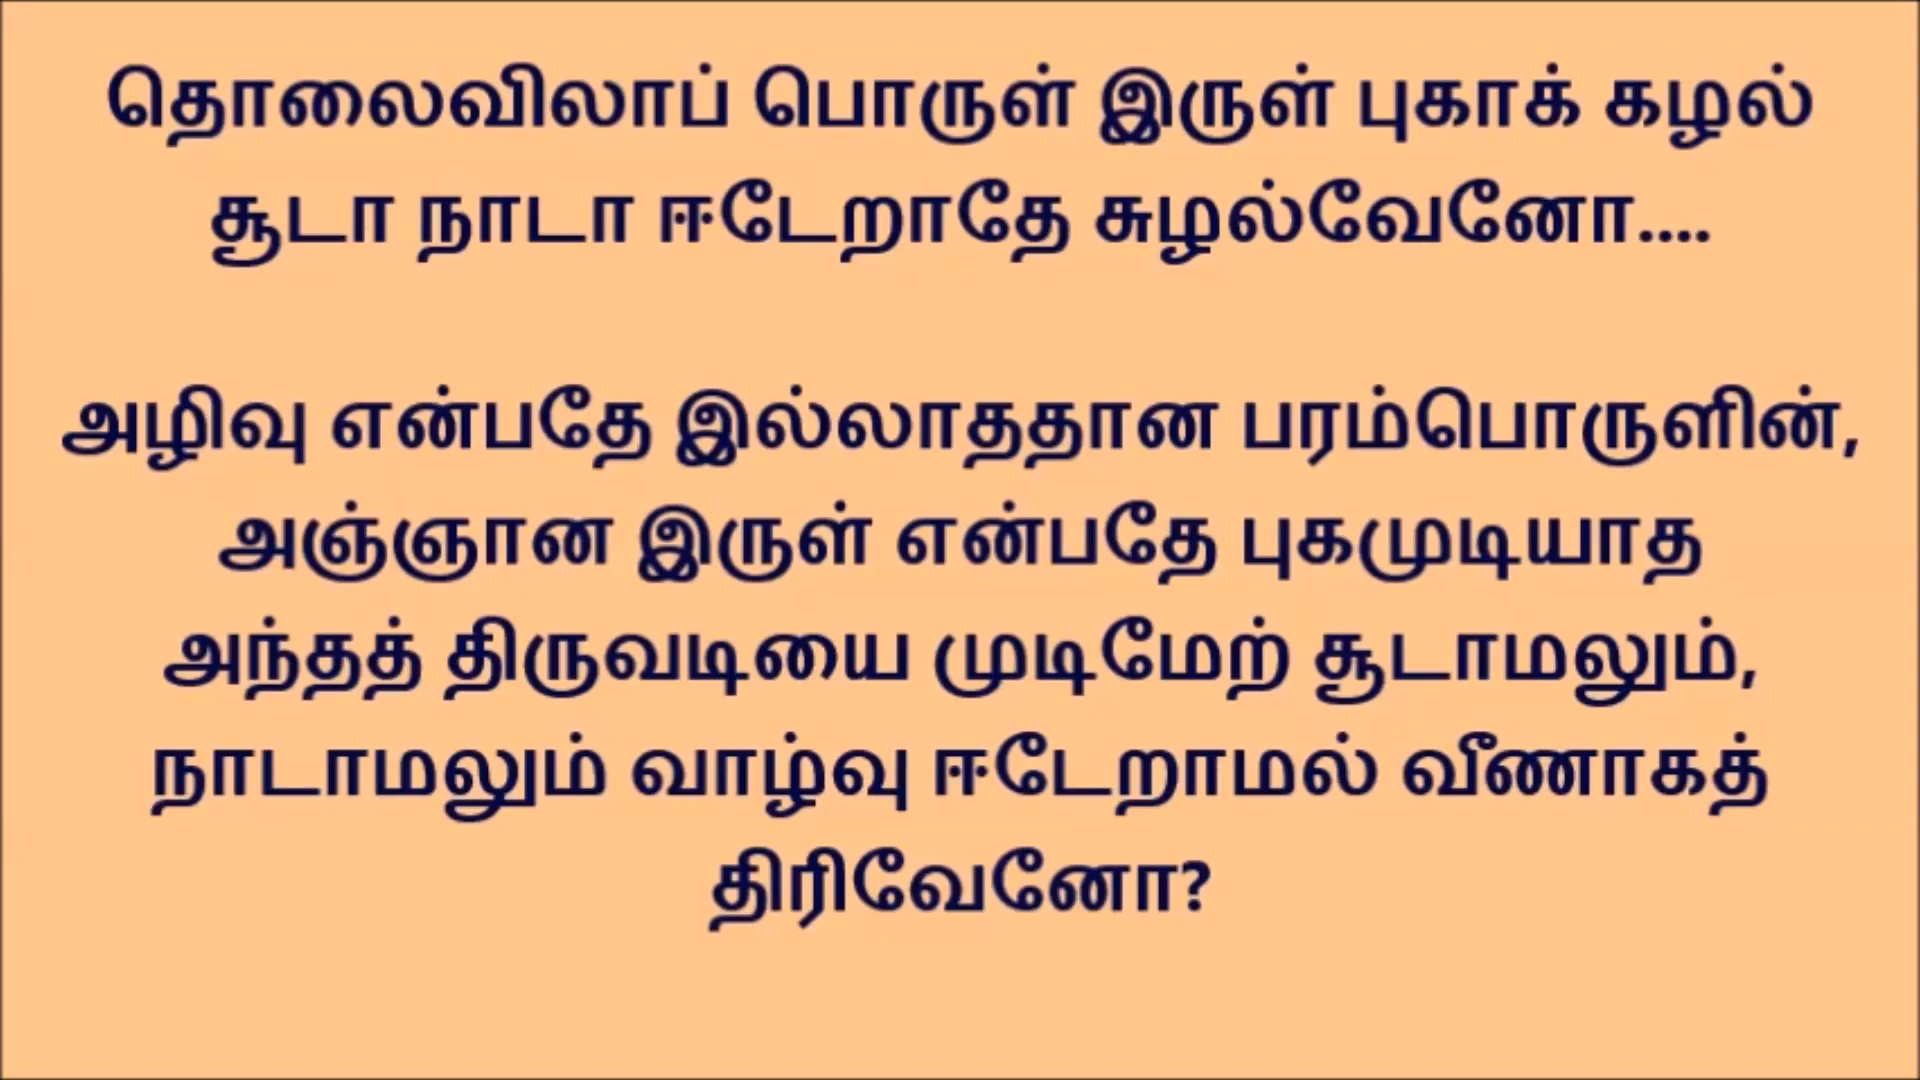 தொலைவிலாப் பொருள் இருள் புகாக் கழல்
சூடா நாடா ஈடேறாதே சுழல்வேனோ....
அழிவு என்பதே இல்லாததான பரம்பொருளின்,
அஞ்ஞான இருள் என்பதே புகமுடியாத
அந்தத் திருவடியை முடிமேற் சூடாமலும்,
நாடாமலும் வாழ்வு ஈடேறாமல் வீணாகத்
திரிவேனோ?